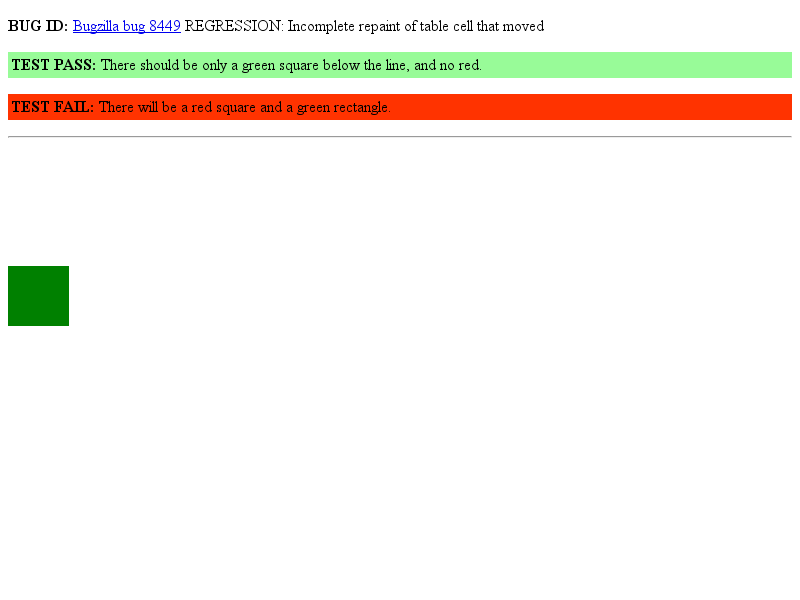 BUG ID: Bugzilla bug 8449 REGRESSION: Incomplete repaint of table cell that moved
TEST PASS: There should be only a green square below the line, and no red.
TEST FAIL: There will be a red square and a green rectangle.